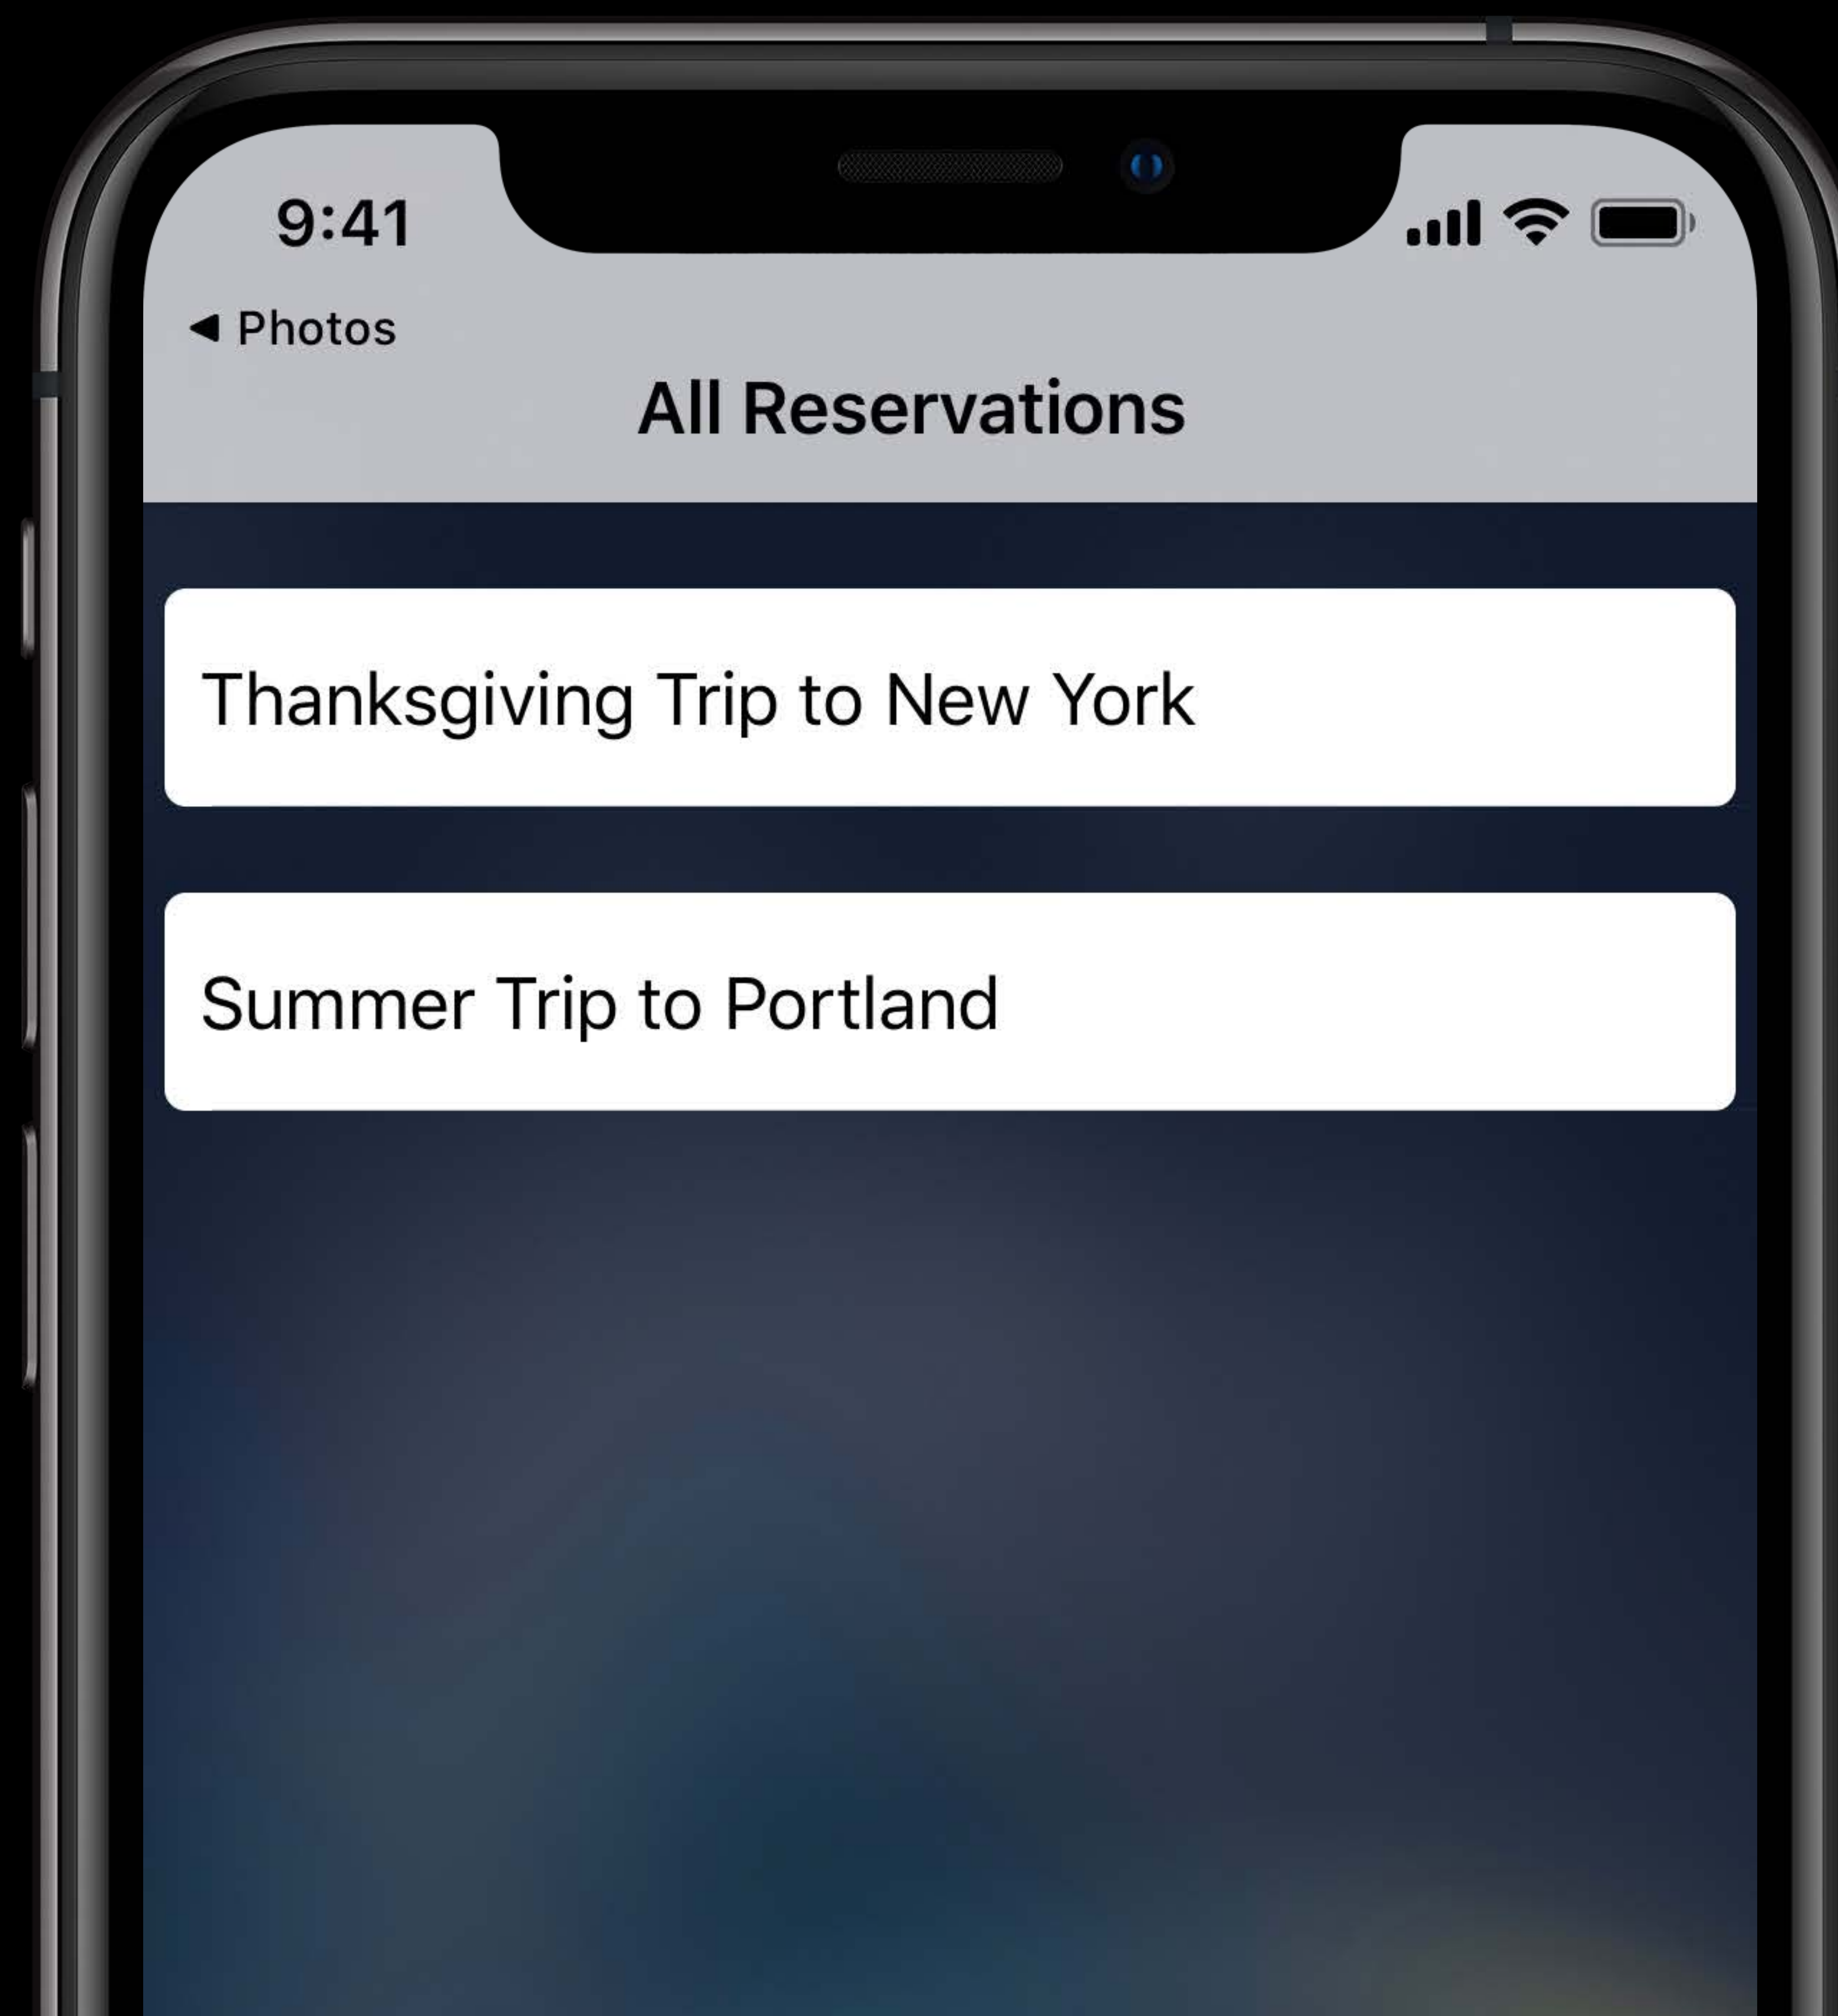 9:41
◀ Photos
All Reservations
Thanksgiving Trip to New York
Summer Trip to Portland